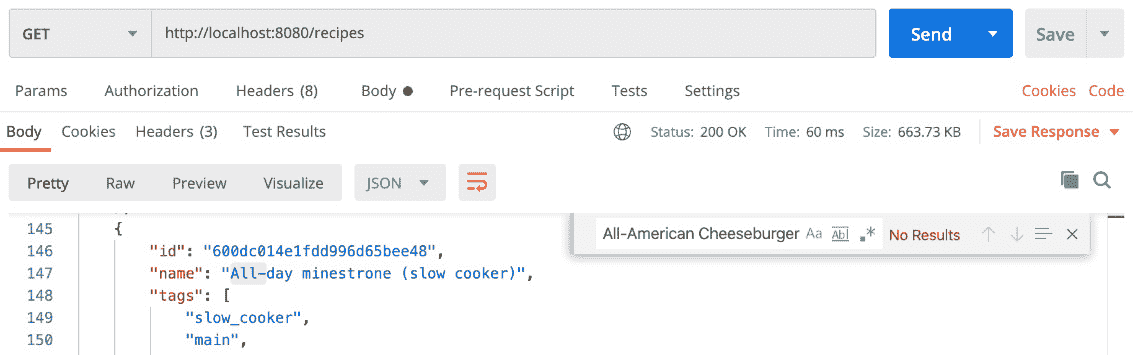 GET http://localhost:8080/recipes Send Save
Params Authorization Headers (8) Body Pre-request Script Tests Settings Cookies Code
Body Cookies Headers (3) Test Results Status: 200 OK Time: 60 ms Size: 663.73 KB Save Response
Pretty Raw Preview Visualize JSON
All-American Cheeseburger Aa Abl .* No Results
145 {
146 "id": "600dc014e1fdd996d65bee48",
147 "name": "All-day minestrone (slow cooker)",
148 "tags": [
149 "slow_cooker",
150 "main",